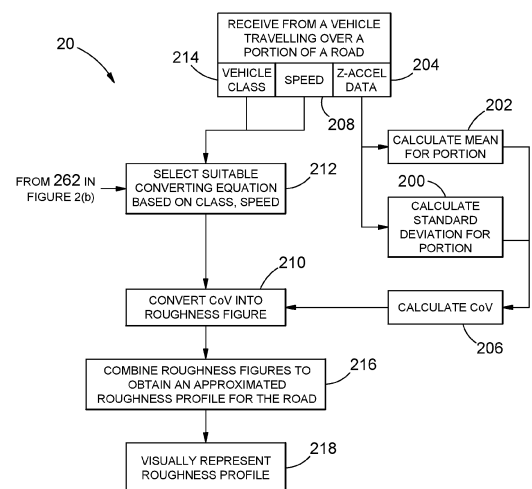 20
RECEIVE FROM A VEHICLE
TRAVELLING OVER A
PORTION OF A ROAD
214
VEHICLE
CLASS
SPEED
Z-ACCEL
DATA
204
208
202
CALCULATE MEAN
FOR PORTION
FROM 262 IN
FIGURE 2(b)
SELECT SUITABLE
CONVERTING EQUATION
BASED ON CLASS, SPEED
212
200
CALCULATE
STANDARD
DEVIATION FOR
PORTION
210
CONVERT CoV INTO
ROUGHNESS FIGURE
CALCULATE CoV
206
COMBINE ROUGHNESS FIGURES TO
OBTAIN AN APPROXIMATED
ROUGHNESS PROFILE FOR THE ROAD
216
VISUALLY REPRESENT
ROUGHNESS PROFILE
218